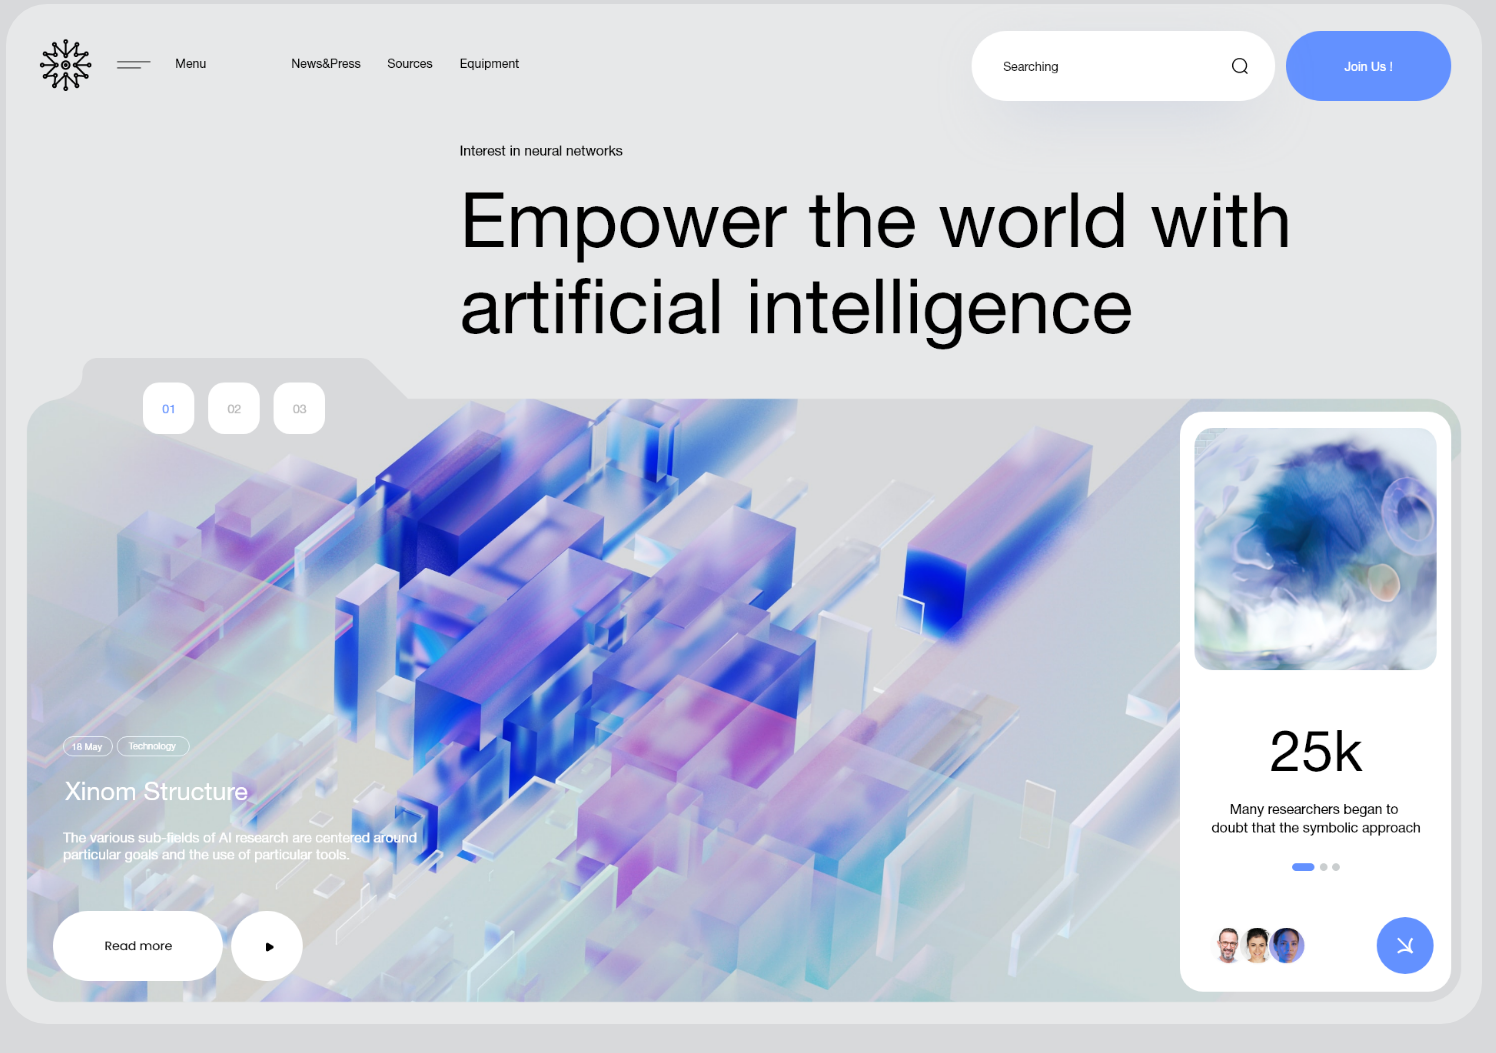 Menu
News&Press
Sources
Equipment
Searching
Join Us !
Interest in neural networks
Empower the world with
artificial intelligence
01
02
03
18 May
Technology
Xinom Structure
The various sub-fields of AI research are centered around
particular goals and the use of particular tools.
Read more
25k
Many researchers began to
doubt that the symbolic approach